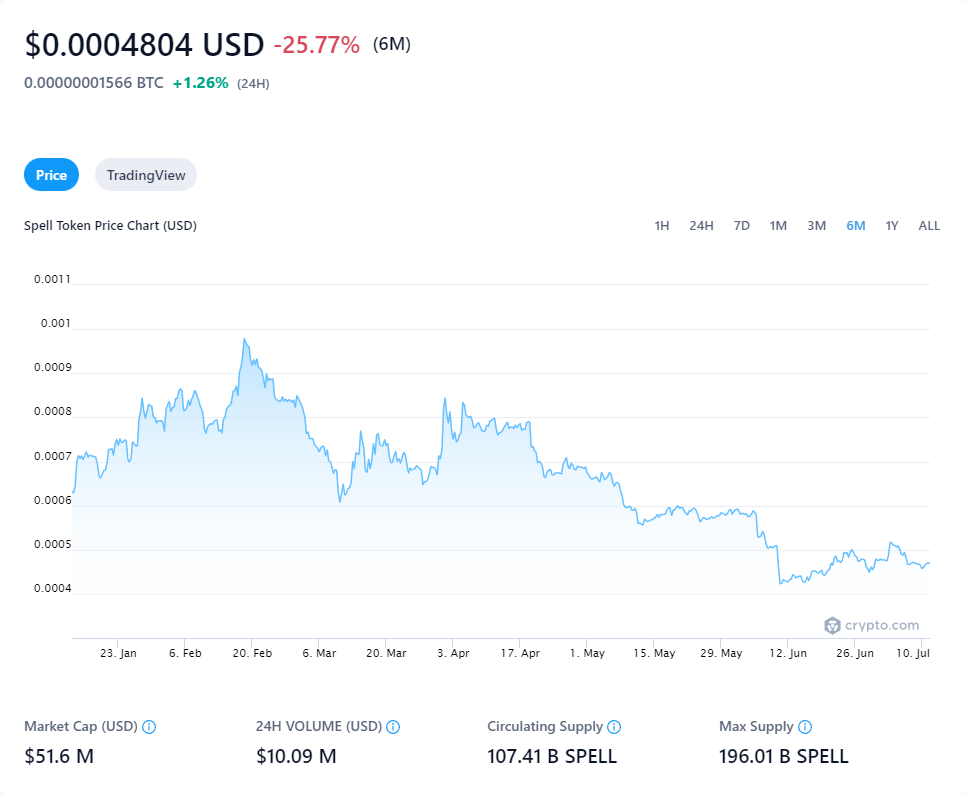 $0.0004804 USD -25.77% (6M)
0.00000001566 BTC +1.26% (24H)
Price TradingView
Spell Token Price Chart (USD) 1H 24H 7D 1M 3M 6M 1Y ALL
0.0011
0.001
0.0009
0.0008
0.0007
0.0006
0.0005
0.0004
crypto.com
23. Jan 6. Feb 20. Feb 6. Mar 20. Mar 3. Apr 17. Apr 1. May 15. May 29. May 12. Jun 26. Jun 10. Jul
Market Cap (USD) 24H VOLUME (USD) Circulating Supply Max Supply
$51.6 M $10.09 M 107.41 B SPELL 196.01 B SPELL